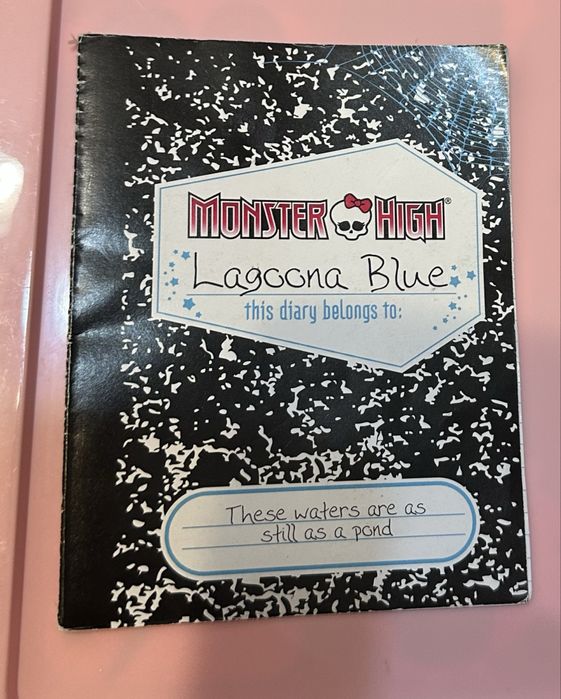 MONSTER HIGH®
Lagoona Blue
this diary belongs to:
These waters are as
still as a pond